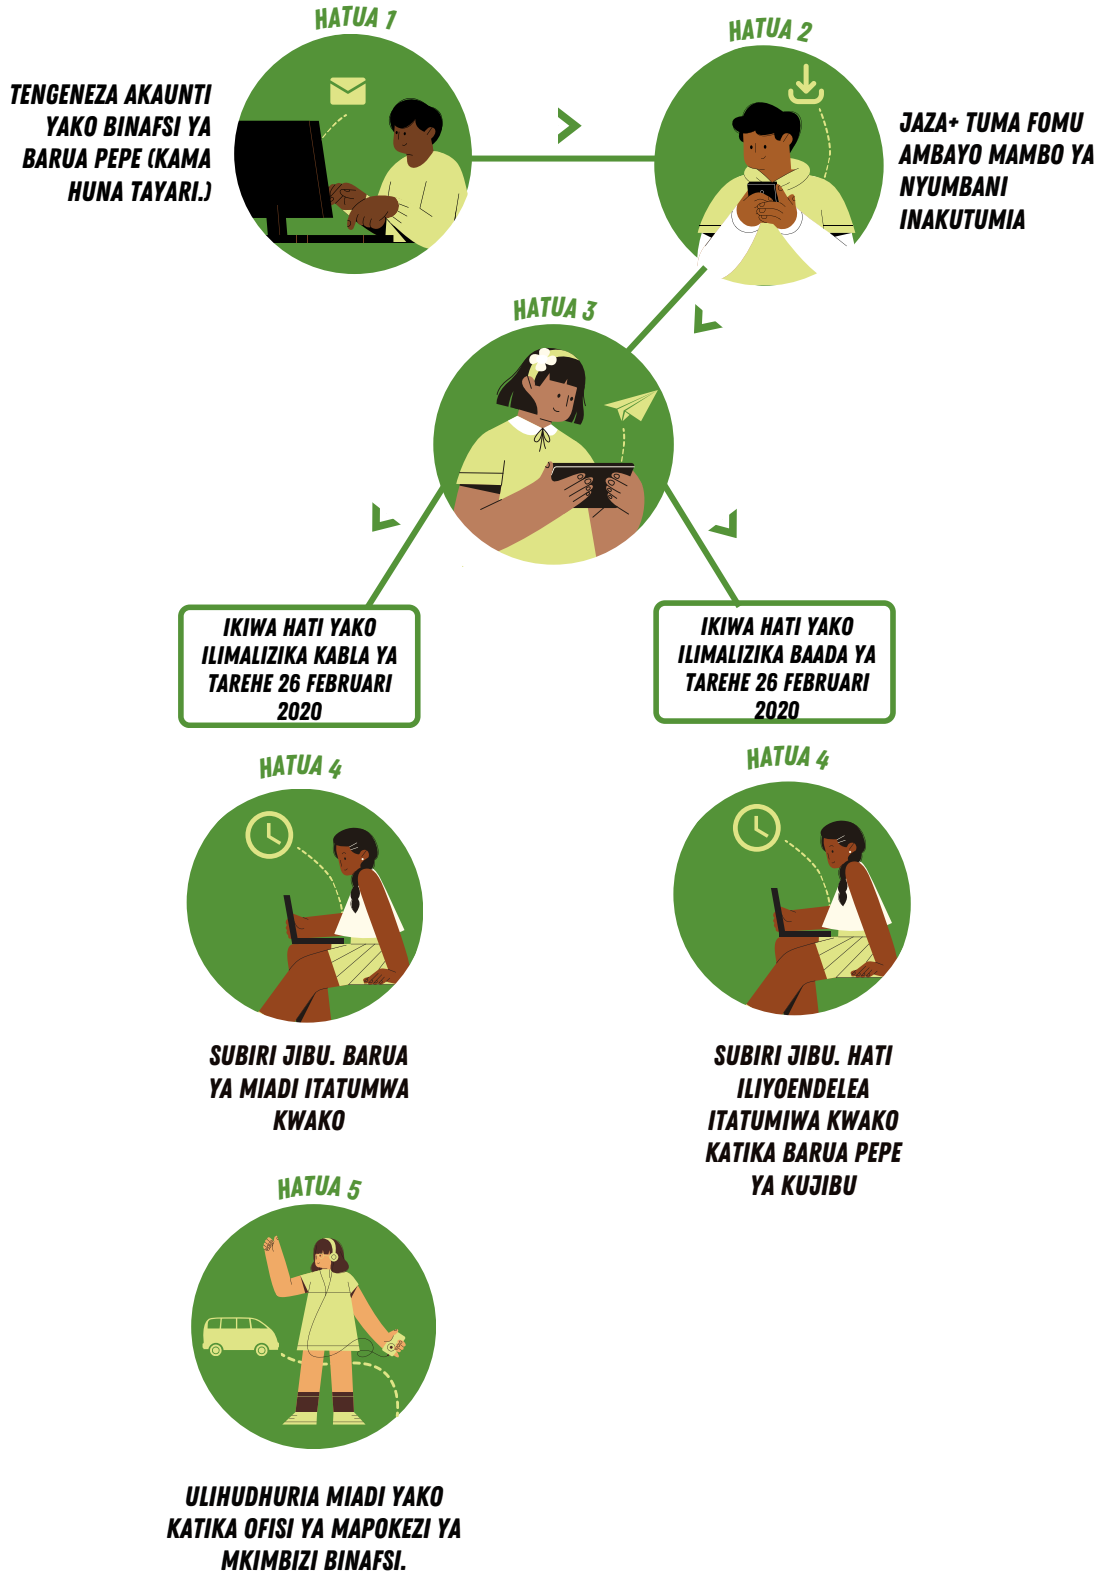 HATUA 1
TENGENEZA AKAUNTI
YAKO BINAFSI YA
BARUA PEPE (KAMA
HUNA TAYARI.)
HATUA 2
JAZA+ TUMA FOMU
AMBAYO MAMBO YA
NYUMBANI
INAKUTUMIA
HATUA 3
IKIWA HATI YAKO
ILIMALIZIKA KABLA YA
TAREHE 26 FEBRUARI
2020
IKIWA HATI YAKO
ILIMALIZIKA BAADA YA
TAREHE 26 FEBRUARI
2020
HATUA 4
SUBIRI JIBU. BARUA
YA MIADI ITATUMWA
KWAKO
HATUA 4
SUBIRI JIBU. HATI
ILIYOENDELEA
ITATUMIWA KWAKO
KATIKA BARUA PEPE
YA KUJIBU
HATUA 5
ULIHUDHURIA MIADI YAKO
KATIKA OFISI YA MAPOKEZI YA
MKIMBIZI BINAFSI.